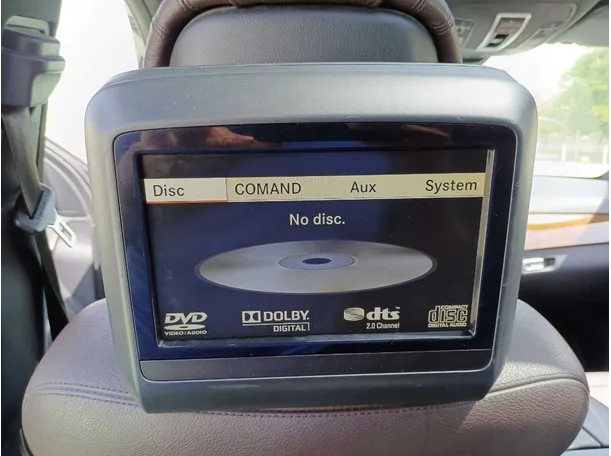 Disc COMAND Aux System
No disc.
DVD
VIDEO/AUDIO
DOLBY
DIGITAL
dts
2.0 Channel
COMPACT
disc
DIGITAL AUDIO